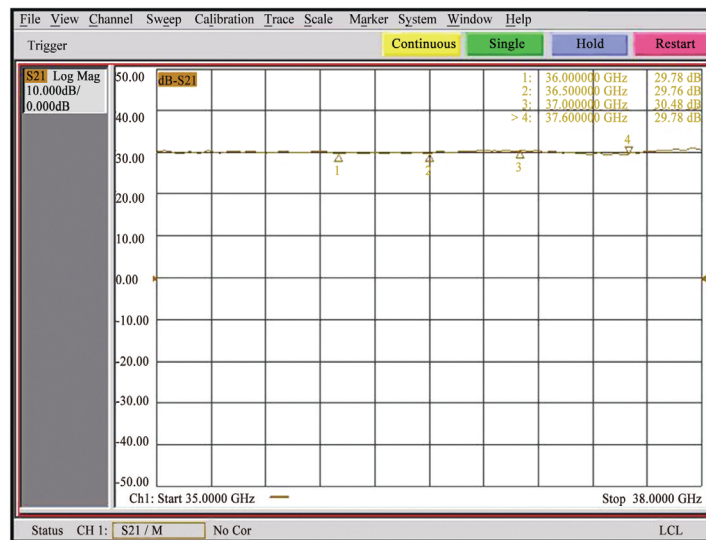 File View Channel Sweep Calibration Trace Scale Marker System Window Help
Trigger Continuous Single Hold Restart
S21 Log Mag
10.000dB/
0.000dB
50.00
dB-S21
1: 36.000000 GHz 29.78 dB
2: 36.500000 GHz 29.76 dB
3: 37.000000 GHz 30.48 dB
> 4: 37.600000 GHz 29.78 dB
40.00
4
30.00
1 2 3
20.00
10.00
0.00
-10.00
-20.00
-30.00
-40.00
-50.00
Ch1: Start 35.0000 GHz Stop 38.0000 GHz
Status CH 1: S21 / M No Cor LCL